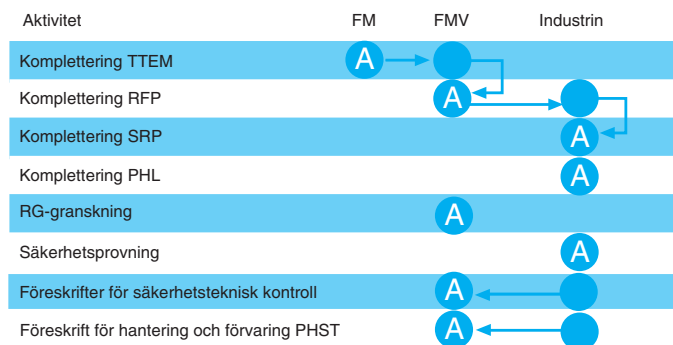 Aktivitet FM FMV Industrin
Komplettering TTEM A
Komplettering RFP A
Komplettering SRP A
Komplettering PHL A
RG-granskning A
Säkerhetsprovning A
Föreskrifter för säkerhetsteknisk kontroll A
Föreskrift för hantering och förvaring PHST A